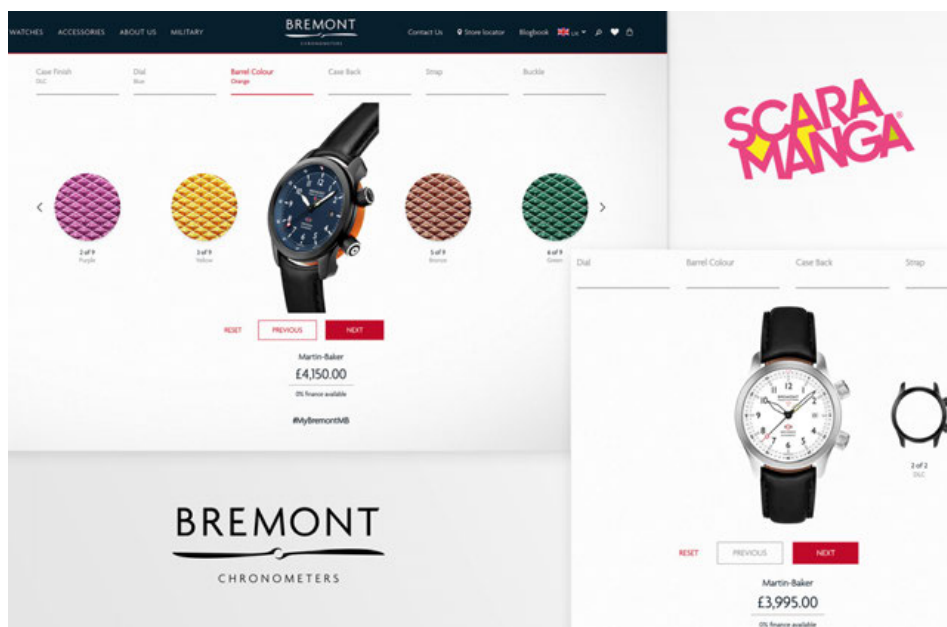 WATCHES ACCESSORIES ABOUT US MILITARY
BREMONT
CHRONOMETERS
Contact Us Store locator Blogbook UK
Case Finish
DLC
Dial
Blue
Barrel Colour
Orange
Case Back
Strap
Buckle
2 of 9
Purple
3 of 9
Yellow
BREMONT
5 of 9
Bronze
6 of 9
Green
RESET PREVIOUS NEXT
Martin-Baker
£4,150.00
0% finance available
#MyBremontMB
SCARA
MANGA®
Dial Barrel Colour Case Back Strap
BREMONT
2 of 2
DLC
RESET PREVIOUS NEXT
Martin-Baker
£3,995.00
0% finance available
BREMONT
CHRONOMETERS